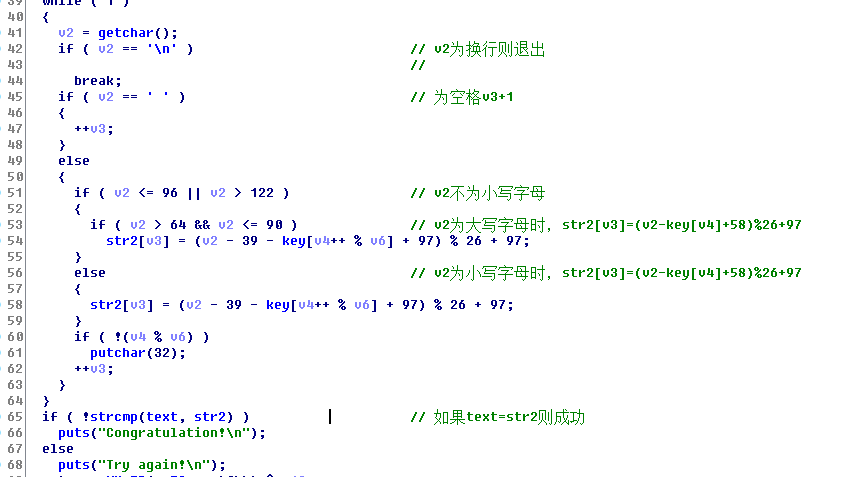 while ( 1 )
40 {
41 v2 = getchar();
42 if ( v2 == '\n' ) // v2为换行则退出
43 //
44 break;
45 if ( v2 == ' ' ) // 为空格v3+1
46 {
47 ++v3;
48 }
49 else
50 {
51 if ( v2 <= 96 || v2 > 122 ) // v2不为小写字母
52 {
53 if ( v2 > 64 && v2 <= 90 ) // v2为大写字母时，str2[v3]=(v2-key[v4]+58)%26+97
54 str2[v3] = (v2 - 39 - key[v4++ % v6] + 97) % 26 + 97;
55 }
56 else // v2为小写字母时，str2[v3]=(v2-key[v4]+58)%26+97
57 {
58 str2[v3] = (v2 - 39 - key[v4++ % v6] + 97) % 26 + 97;
59 }
60 if ( !(v4 % v6) )
61 putchar(32);
62 ++v3;
63 }
64 }
65 if ( !strcmp(text, str2) ) // 如果text=str2则成功
66 puts("Congratulation!\n");
67 else
68 puts("Try again!\n");